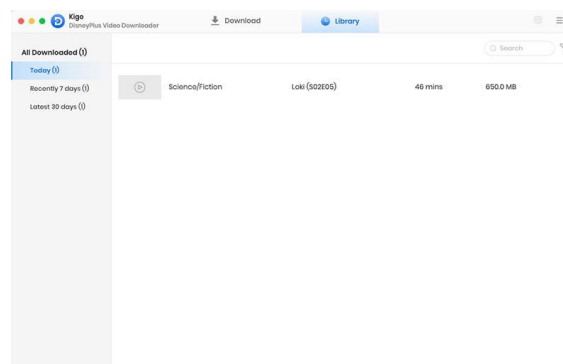 Kigo
DisneyPlus Video Downloader
Download
Library
All Downloaded (1)
Search
Today (1)
Recently 7 days (1)
Latest 30 days (1)
Science/Fiction Loki (S02E05) 46 mins 650.0 MB